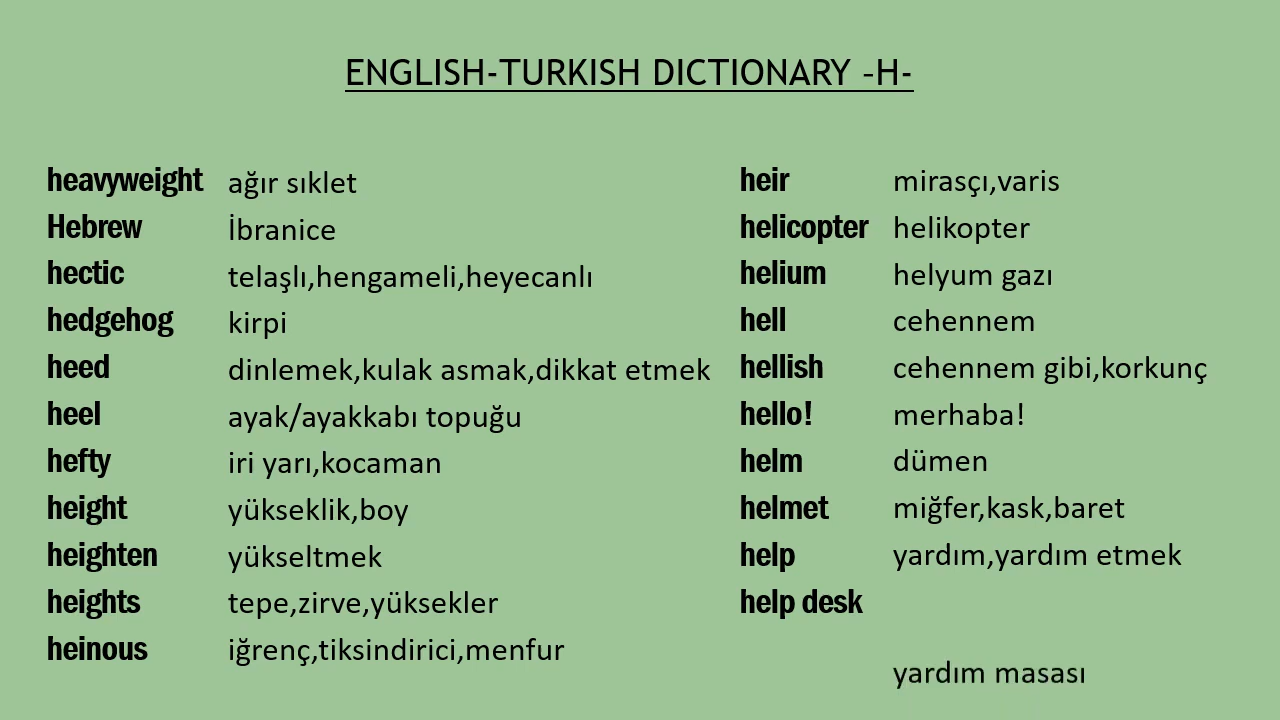 ENGLISH-TURKISH DICTIONARY –H-
heavyweight ağır sıklet
Hebrew İbranice
hectic telaşlı,hengameli,heyecanlı
hedgehog kirpi
heed dinlemek,kulak asmak,dikkat etmek
heel ayak/ayakkabı topuğu
hefty iri yarı,kocaman
height yükseklik,boy
heighten yükseltmek
heights tepe,zirve,yüksekler
heinous iğrenç,tiksindirici,menfur
heir mirasçı,varis
helicopter helikopter
helium helyum gazı
hell cehennem
hellish cehennem gibi,korkunç
hello! merhaba!
helm dümen
helmet miğfer,kask,baret
help yardım,yardım etmek
help desk
yardım masası